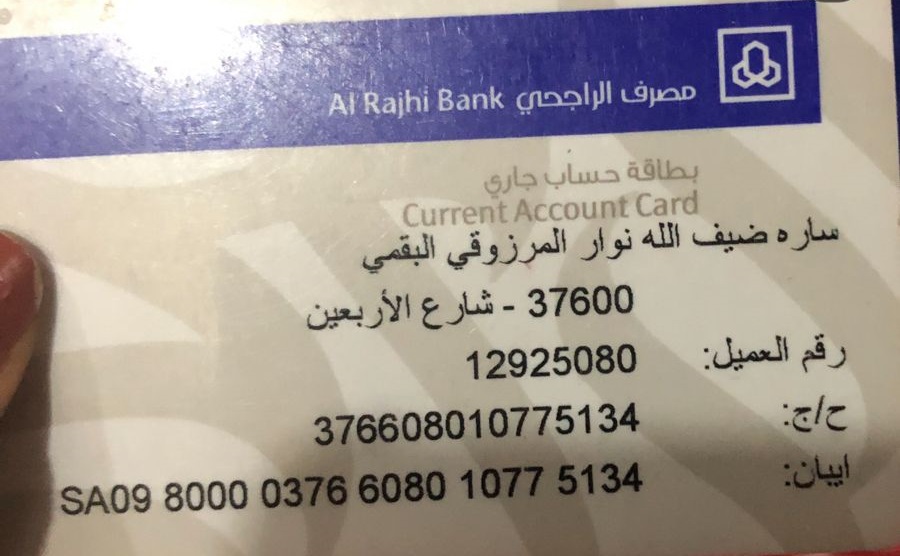 Al Rajhi Bank مصرف الراجحي
بطاقة حساب جاري
Current Account Card
ساره ضيف الله نوار المرزوقي البقمي
37600 - شارع الأربعين
رقم العميل: 12925080
ح/ج: 376608010775134
ايبان: SA09 8000 0376 6080 1077 5134